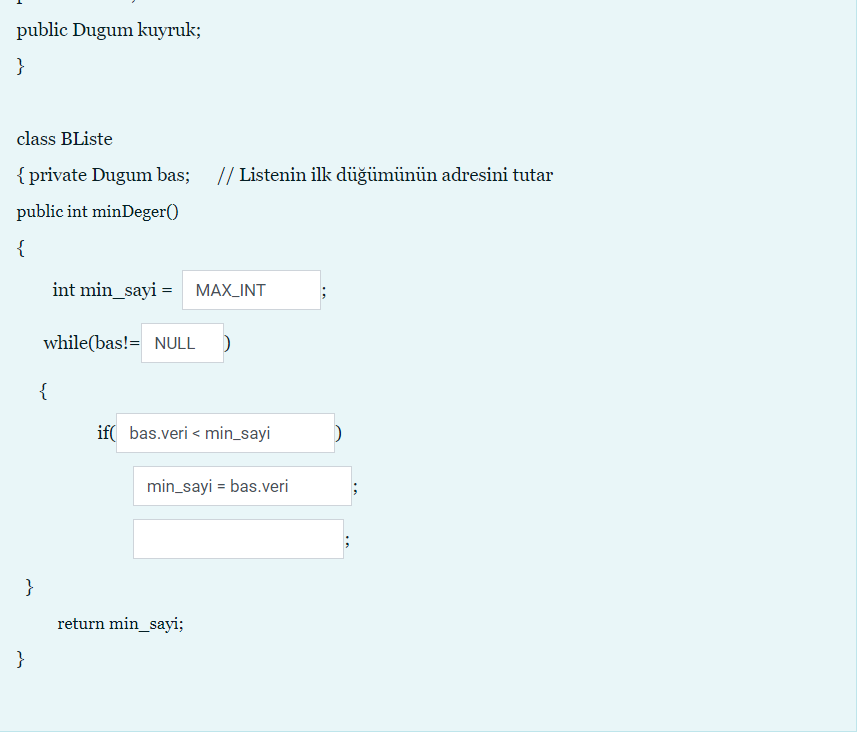 public Dugum kuyruk;
}
class BListe
{ private Dugum bas; // Listenin ilk düğümünün adresini tutar
public int minDeger()
{
int min_sayi = MAX_INT ;
while(bas!= NULL )
{
if( bas.veri < min_sayi )
min_sayi = bas.veri ;
;
}
return min_sayi;
}